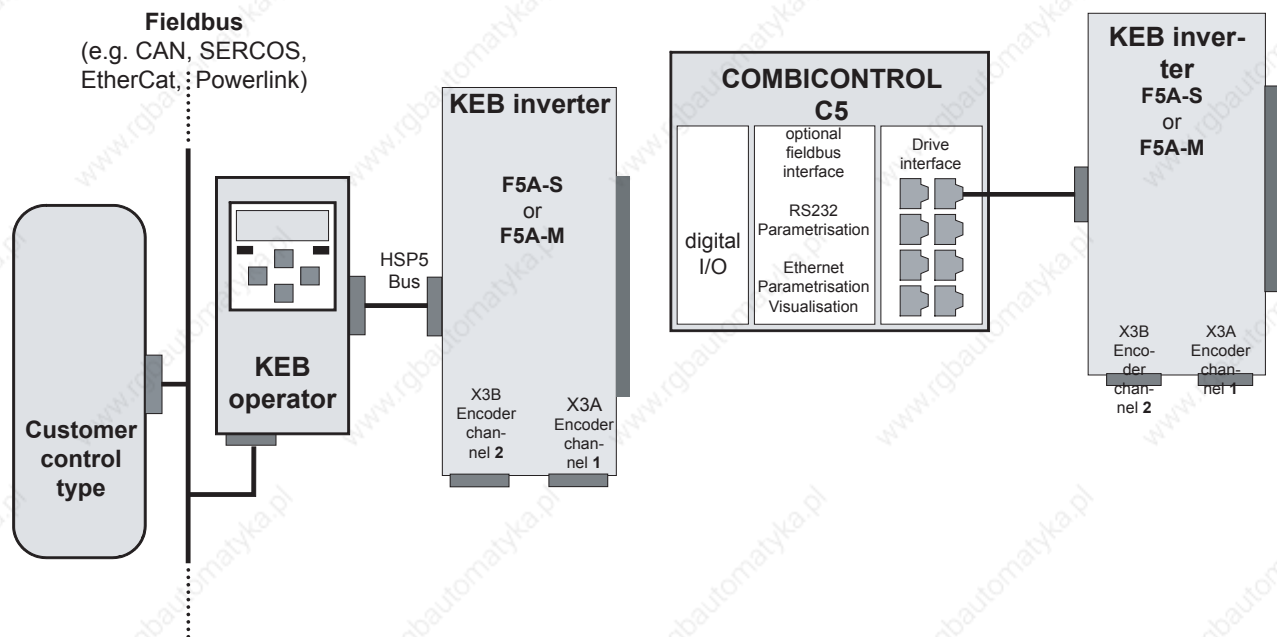 Fieldbus
(e.g. CAN, SERCOS,
EtherCat, Powerlink)
Customer
control
type
KEB
operator
HSP5
Bus
KEB inverter
F5A-S
or
F5A-M
X3B
Encoder
chan-
nel 2
X3A
Encoder
chan-
nel 1
COMBICONTROL
C5
digital
I/O
optional
fieldbus
interface
RS232
Parametrisation
Ethernet
Parametrisation
Visualisation
Drive
interface
KEB inver-
ter
F5A-S
or
F5A-M
X3B
Enco-
der
chan-
nel 2
X3A
Encoder
chan-
nel 1
www.rgbautomatyka.pl